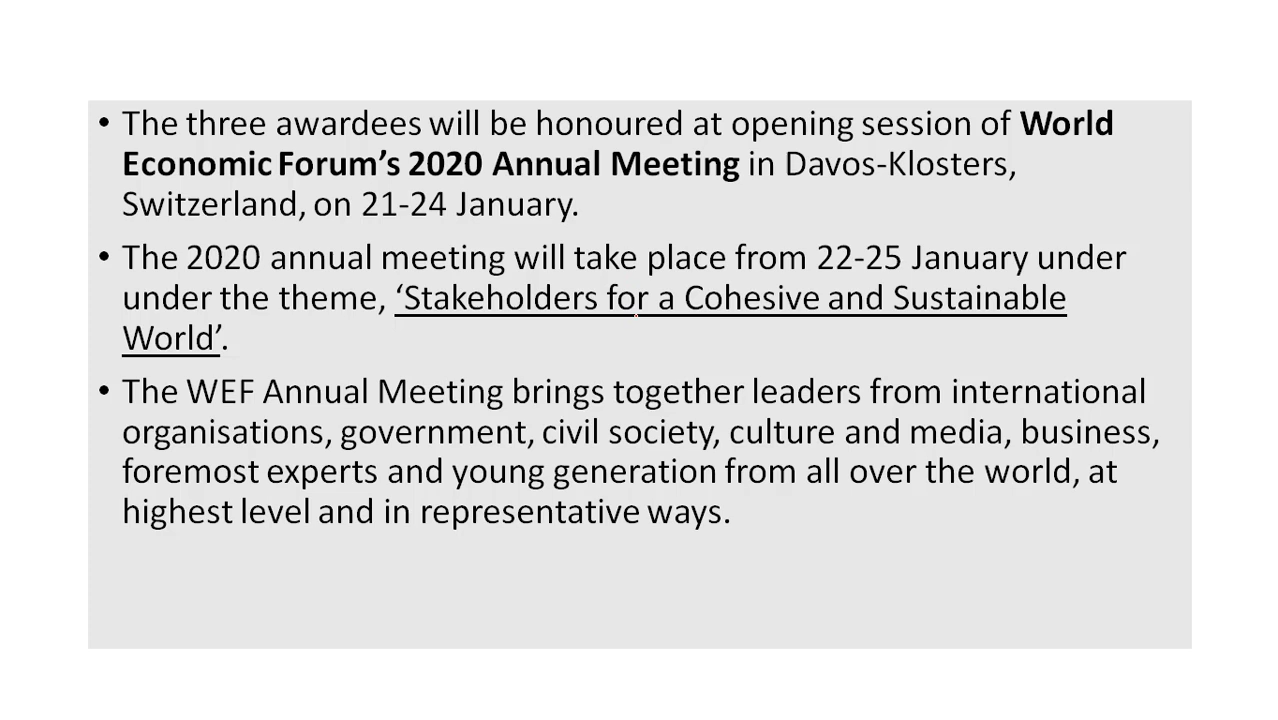 • The three awardees will be honoured at opening session of World
Economic Forum’s 2020 Annual Meeting in Davos-Klosters,
Switzerland, on 21-24 January.
• The 2020 annual meeting will take place from 22-25 January under
under the theme, ‘Stakeholders for a Cohesive and Sustainable
World’.
• The WEF Annual Meeting brings together leaders from international
organisations, government, civil society, culture and media, business,
foremost experts and young generation from all over the world, at
highest level and in representative ways.